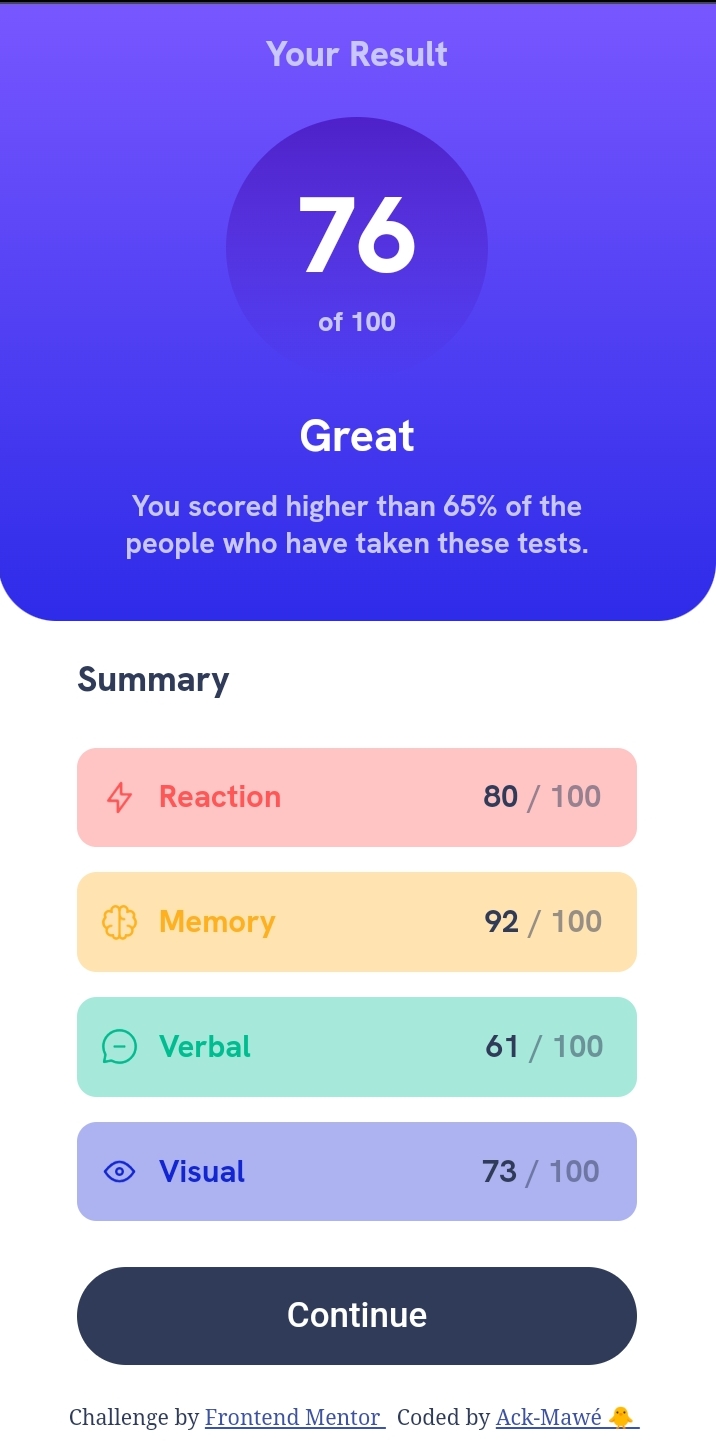 Your Result
76
of 100
Great
You scored higher than 65% of the
people who have taken these tests.
Summary
Reaction 80 / 100
Memory 92 / 100
Verbal 61 / 100
Visual 73 / 100
Continue
Challenge by Frontend Mentor Coded by Ack-Mawé 🐥